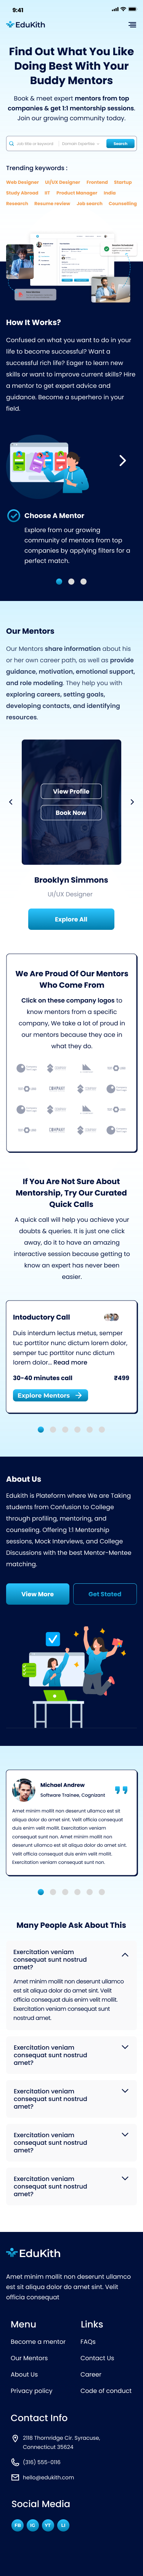 9:41
EduKith
Find Out What You Like
Doing Best With Your
Buddy Mentors
Book & meet expert mentors from top
companies & get 1:1 mentorship sessions.
Join our growing community today.
Search
Trending keywords :
Web Designer UI/UX Designer Frontend Startup
Study Abroad IIT Product Manager India
Research Resume review Job search Counselling
How It Works?
Confused on what you want to do in your
life to become successful? Want a
successful rich life? Eager to learn new
skills or want to improve current skills? Hire
a mentor to get expert advice and
guidance. Become a superhero in your
field.
Choose A Mentor
Explore from our growing
community of mentors from top
companies by applying filters for a
perfect match.
Our Mentors
Our Mentors share information about his
or her own career path, as well as provide
guidance, motivation, emotional support,
and role modeling. They help you with
exploring careers, setting goals,
developing contacts, and identifying
resources.
View Profile
Book Now
Brooklyn Simmons
UI/UX Designer
Explore All
We Are Proud Of Our Mentors
Who Come From
Click on these company logos to
know mentors from a specific
company, We take a lot of proud in
our mentors because they ace in
what they do.
If You Are Not Sure About
Mentorship, Try Our Curated
Quick Calls
A quick call will help you achieve your
doubts & queries. It is just one click
away, do it to have an amazing
interactive session because getting to
know an expert has never been
easier.
Intoductory Call
Duis interdum lectus metus, semper
tuc porttitor nunc dictum lorem dolor,
semper tuc porttitor nunc dictum
lorem dolor... Read more
30-40 minutes call ₹499
Explore Mentors
About Us
Edukith is Plateform where We are Taking
students from Confusion to College
through profiling, mentoring, and
counseling. Offering 1:1 Mentorship
sessions, Mock Interviews, and College
Discussions with the best Mentor-Mentee
matching.
View More
Get Stated
Michael Andrew
Software Trainee, Cognizant
Amet minim mollit non deserunt ullamco est sit
aliqua dolor do amet sint. Velit officia consequat
duis enim velit mollit. Exercitation veniam
consequat sunt nostrud. Amet minim mollit non
deserunt ullamco est sit aliqua dolor do amet sint.
Velit officia consequat duis enim velit mollit.
Exercitation veniam consequat sunt nostrud.
Many People Ask About This
Exercitation veniam
consequat sunt nostrud
amet?
Amet minim mollit non deserunt ullamco
est sit aliqua dolor do amet sint. Velit
officia consequat duis enim velit mollit.
Exercitation veniam consequat sunt
nostrud amet.
Exercitation veniam
consequat sunt nostrud
amet?
Exercitation veniam
consequat sunt nostrud
amet?
Exercitation veniam
consequat sunt nostrud
amet?
Exercitation veniam
consequat sunt nostrud
amet?
EduKith
Amet minim mollit non deserunt ullamco
est sit aliqua dolor do amet sint. Velit
officia consequat
Menu
Become a mentor
Our Mentors
About Us
Privacy policy
Links
FAQs
Contact Us
Career
Code of conduct
Contact Info
2118 Thornridge Cir. Syracuse,
Connecticut 35624
(316) 555-0116
hello@edukith.com
Social Media
FB IG YT LI